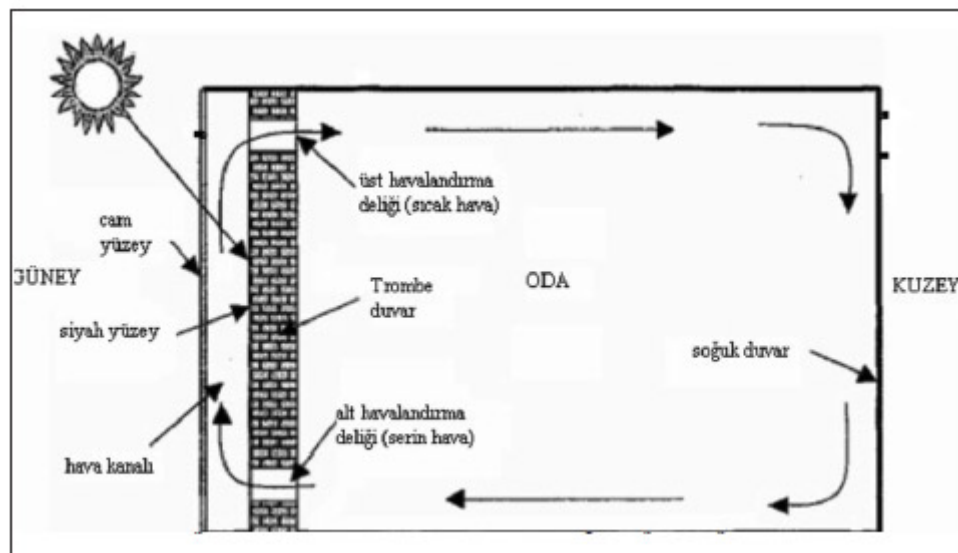 üst havalandırma
deliği (sıcak hava)
cam
yüzey
GÜNEY
Trombe
duvar
ODA
KUZEY
siyah yüzey
soğuk duvar
alt havalandırma
deliği (serin hava)
hava kanalı